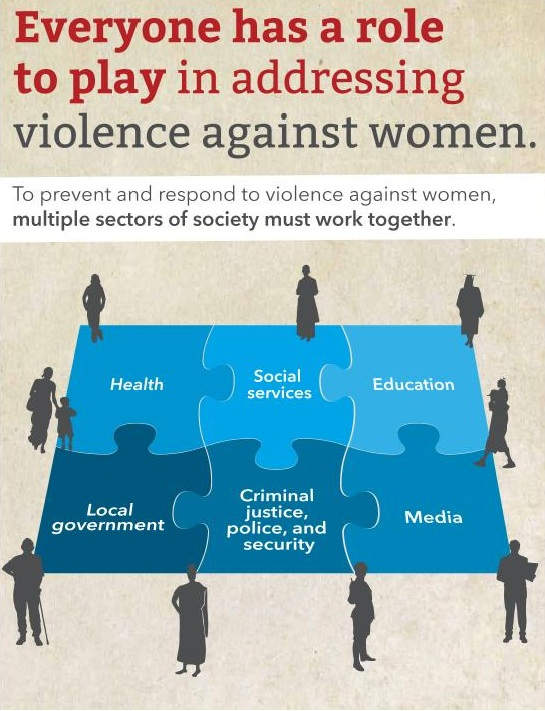 Everyone has a role
to play in addressing
violence against women.
To prevent and respond to violence against women,
multiple sectors of society must work together.
Health
Social
services
Education
Local
government
Criminal
justice,
police, and
security
Media